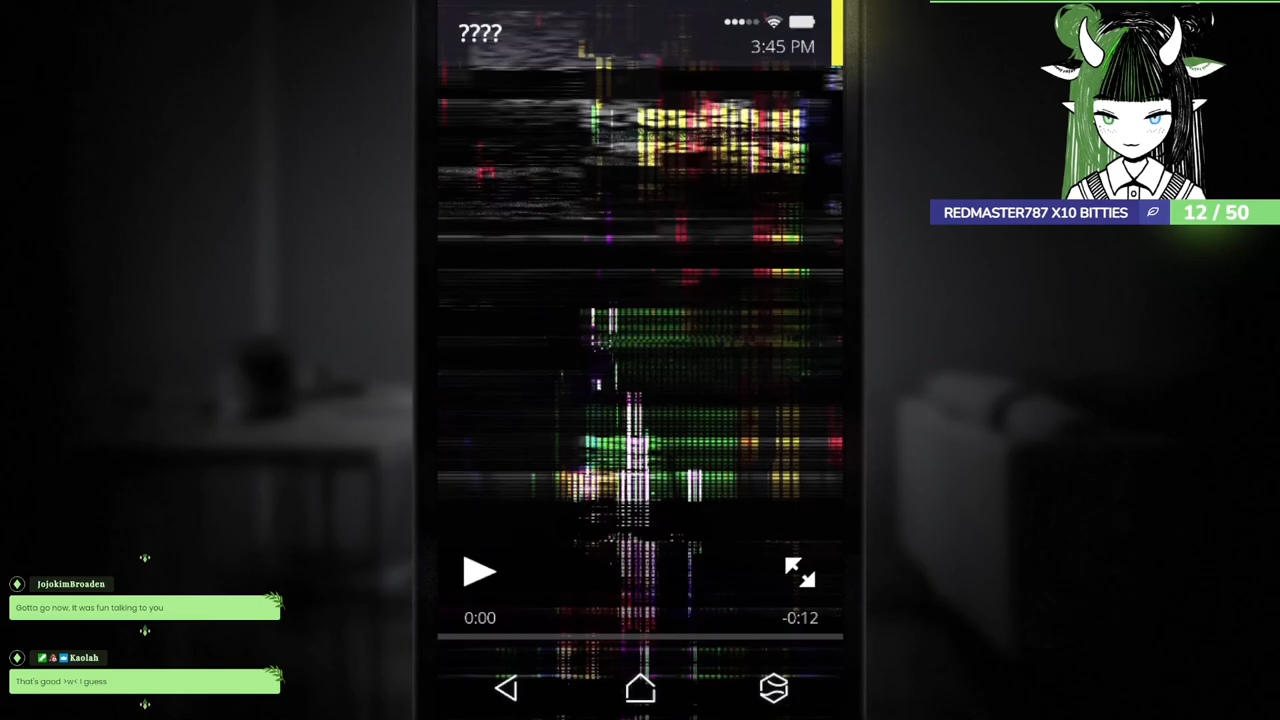 ????
3:45 PM
REDMASTER787 X10 BITTIES
12 / 50
JojokimBroaden
Gotta go now. It was fun talking to you
Kaolah
That's good >w< I guess
0:00
-0:12